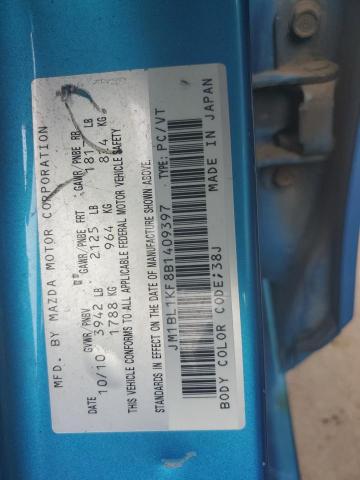 MFD. BY MAZDA MOTOR CORPORATION
DATE GVWR/PNBV GAWR/PNBE FRT GAWR/PNBE RR
10/10 3942 LB 2125 LB 1817 LB
1788 KG 964 KG 824 KG
THIS VEHICLE CONFORMS TO ALL APPLICABLE FEDERAL MOTOR VEHICLE SAFETY
STANDARDS IN EFFECT ON THE DATE OF MANUFACTURE SHOWN ABOVE.
JM1BL1KF8B1409397 TYPE: PC/VT
BODY COLOR CODE;38J MADE IN JAPAN